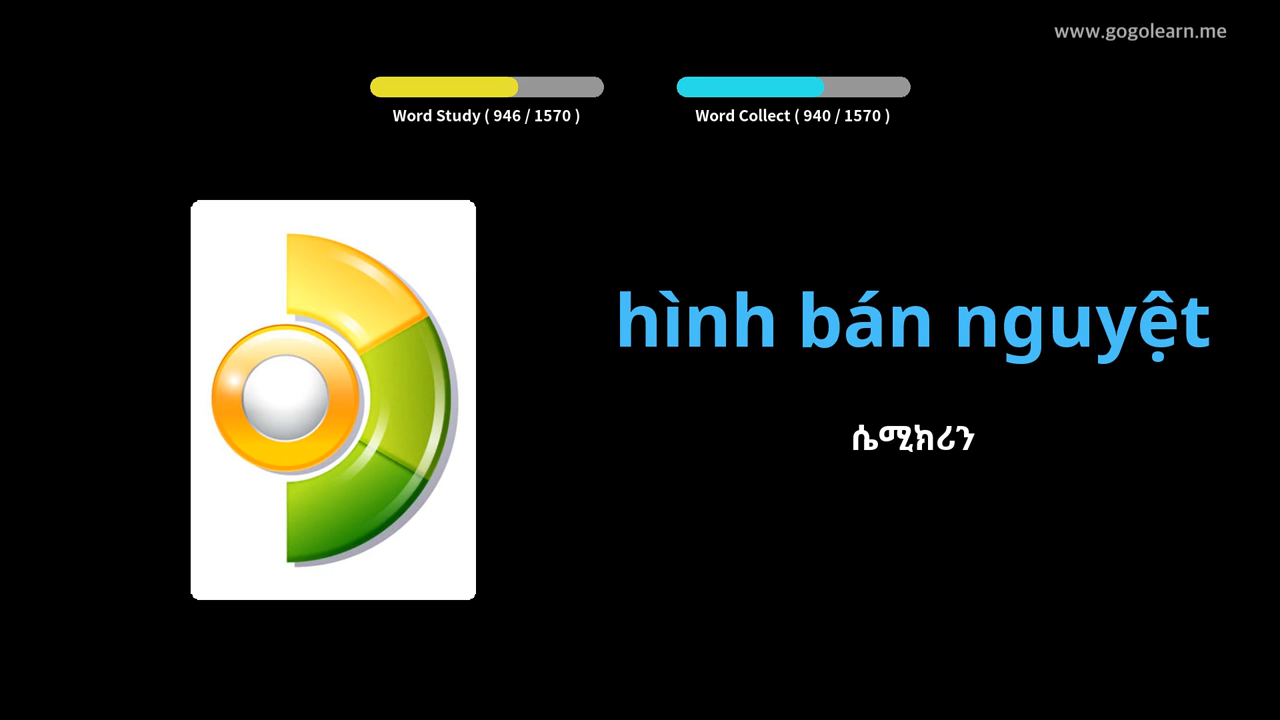 www.gogolearn.me
Word Study ( 946 / 1570 )
Word Collect ( 940 / 1570 )
hình bán nguyệt
ሴሚክሪን